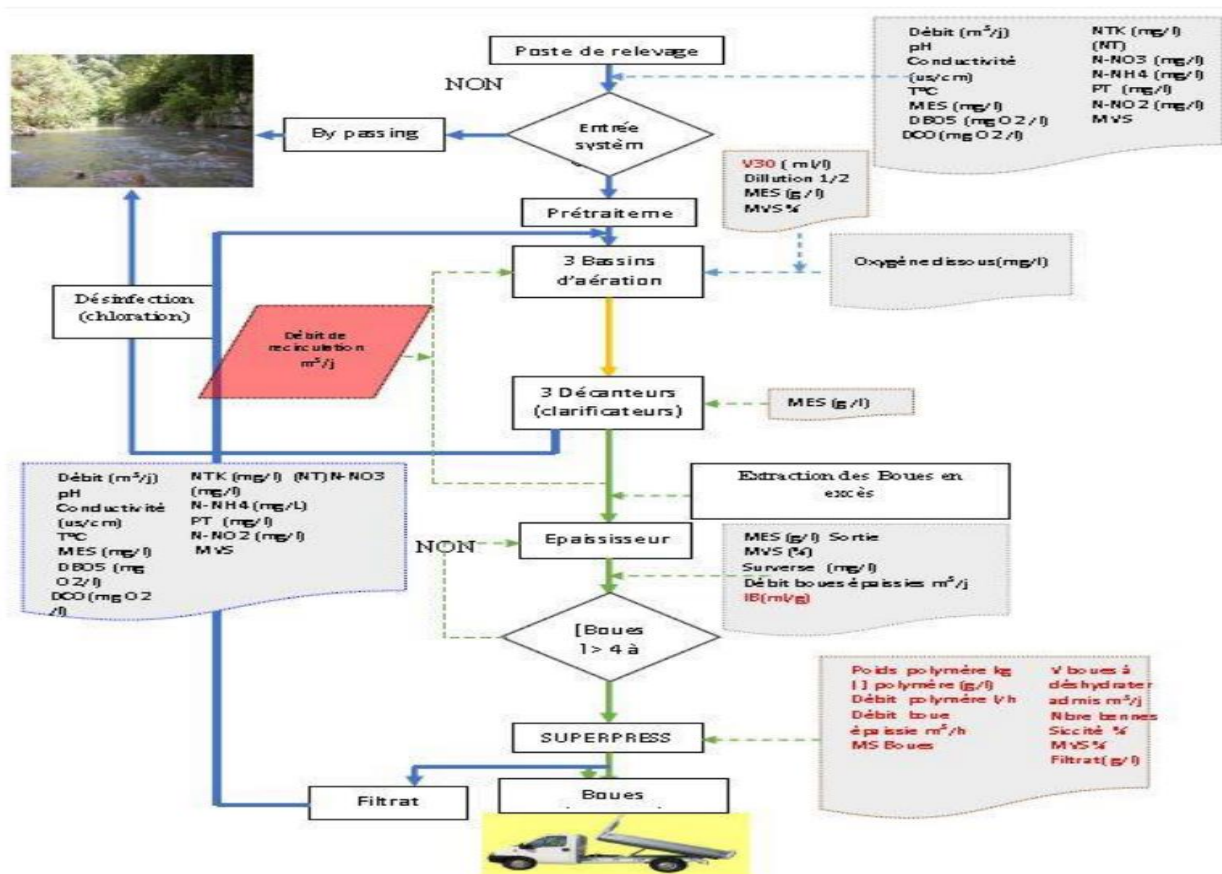 Poste de relevage
NON
Débit (m³/j)
pH
Conductivité
(us/cm)
T°C
MES (mg/l)
DBO5 (mg O2/l)
DCO (mg O2/l)
NTK (mg/l)
(NT)
N-NO3 (mg/l)
N-NH4 (mg/l)
PT (mg/l)
N-NO2 (mg/l)
MVS
By passing
Entrée
systèm
V30 ( ml/l)
Dillution 1/2
MES (g/l)
MVS %
Prétraiteme
3 Bassins
d'aération
Oxygène dissous(mg/l)
Désinfection
(chloration)
Débit de
recirculation
m³/j
3 Décanteurs
(clarificateurs)
MES (g/l)
Débit (m³/j)
pH
Conductivité
(us/cm)
T°C
MES (mg/l)
DBO5 (mg
O2/l)
DCO (mg O2
/l)
NTK (mg/l) (NT)N-NO3
(mg/l)
N-NH4 (mg/L)
PT (mg/l)
N-NO2 (mg/l)
MVS
Extraction des Boues en
excès
NON
Epaississeur
MES (g/l) Sortie
MVS (%)
Surverse (mg/l)
Débit boues épaissies m³/j
IB(ml/g)
[Boues
] > 4 à
Poids polymère kg
[ ] polymère (g/l)
Débit polymère l/h
Débit boue
épaissie m³/h
MS Boues
V boues à
déshydrater
admis m³/j
Nbre bennes
Siccité %
MVS %
Filtrat(g/l)
SUPERPRESS
Filtrat
Boues